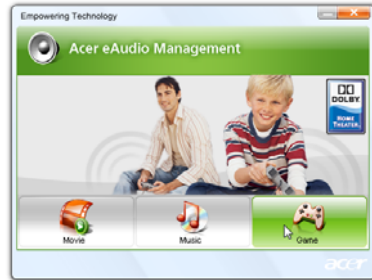 Empowering Technology
Acer eAudio Management
DOLBY
HOME
THEATER
Movie
Music
Game
acer